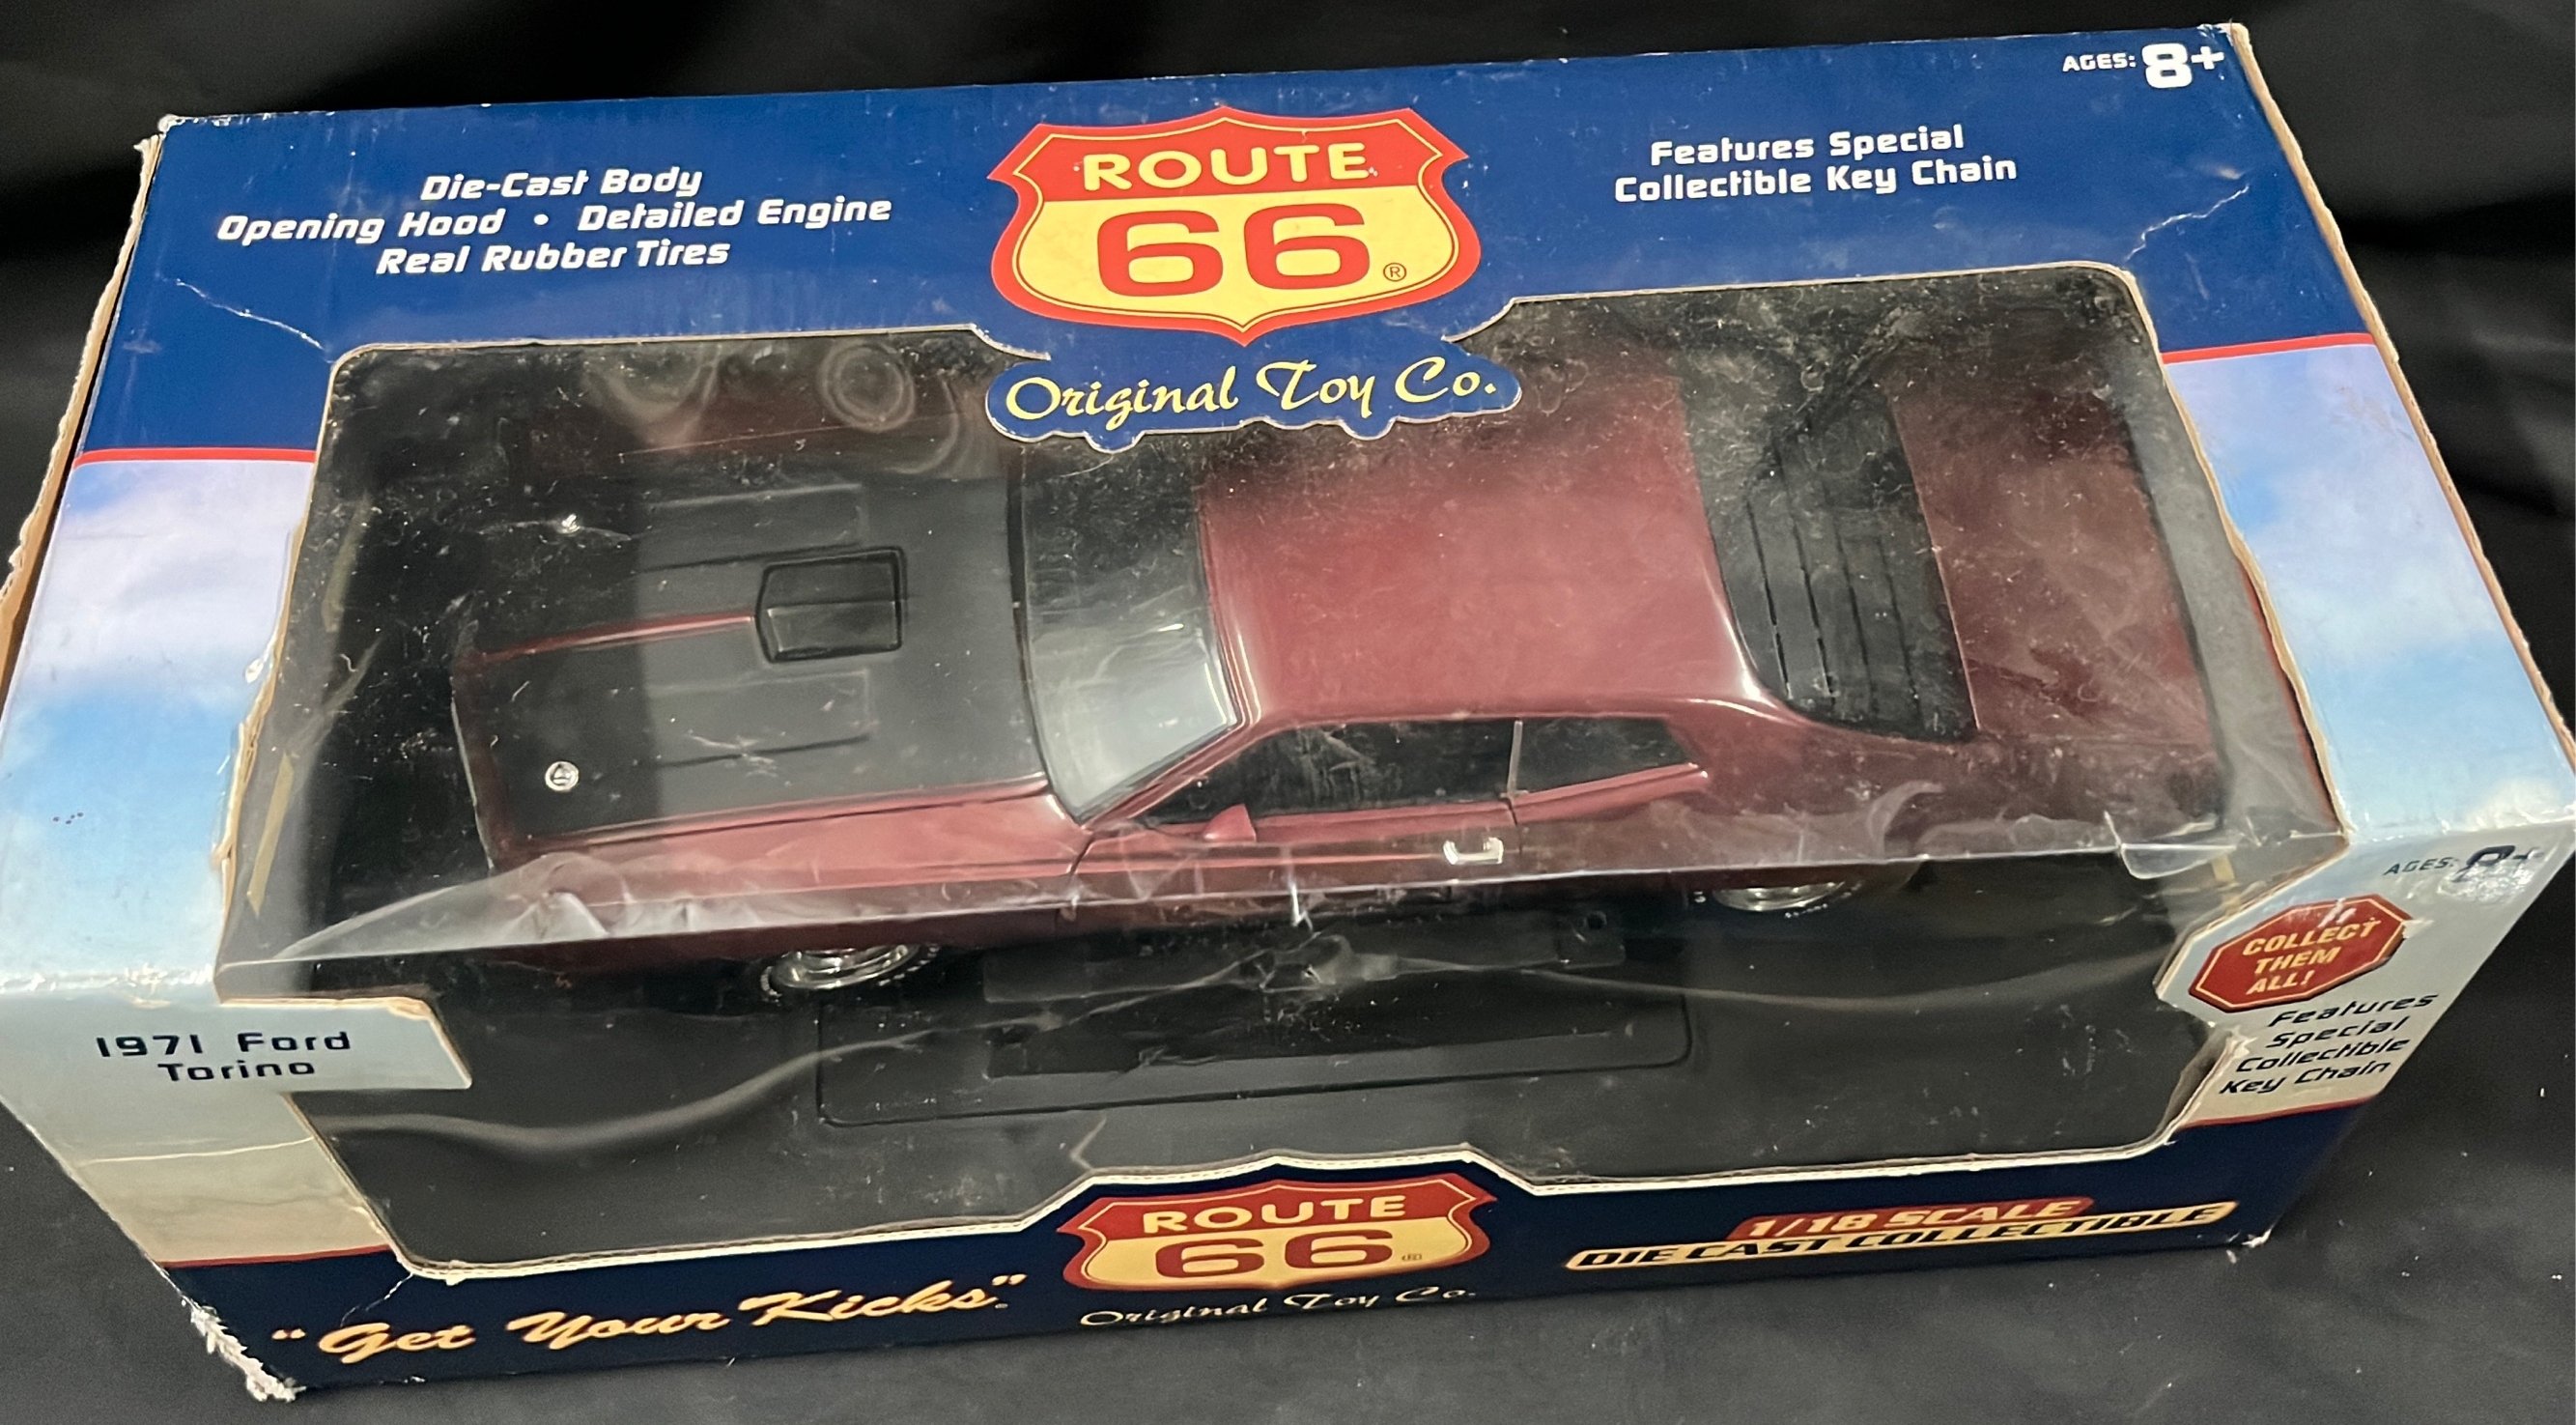 AGES: 8+
Die-Cast Body
Opening Hood • Detailed Engine
Real Rubber Tires
ROUTE
66®
Original Toy Co.
Features Special
Collectible Key Chain
AGES: 8+
COLLECT
THEM
ALL!
Features
Special
Collectible
Key Chain
1971 Ford
Torino
"Get Your Kicks"
ROUTE
66®
Original Toy Co.
1/18 SCALE
DIE CAST COLLECTIBLE